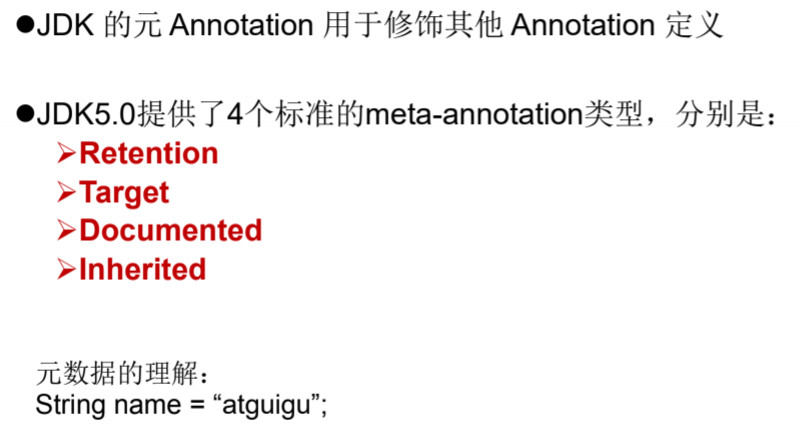 ●JDK 的元 Annotation 用于修饰其他 Annotation 定义
●JDK5.0提供了4个标准的meta-annotation类型，分别是：
➢Retention
➢Target
➢Documented
➢Inherited
元数据的理解：
String name = “atguigu”;